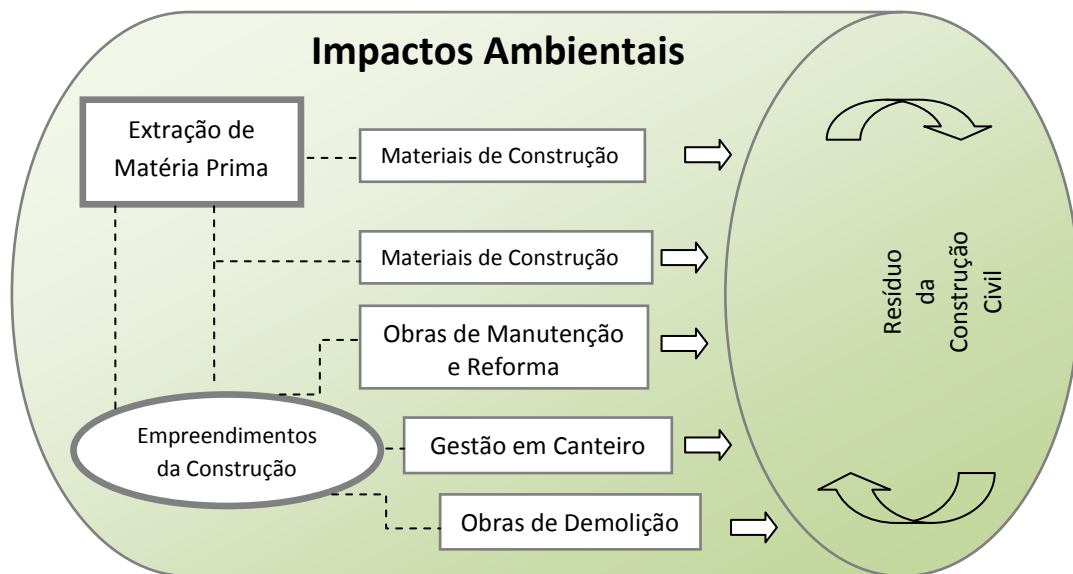 Impactos Ambientais
Extração de
Matéria Prima
Materiais de Construção
Materiais de Construção
Obras de Manutenção
e Reforma
Empreendimentos
da Construção
Gestão em Canteiro
Obras de Demolição
Resíduo
da
Construção
Civil